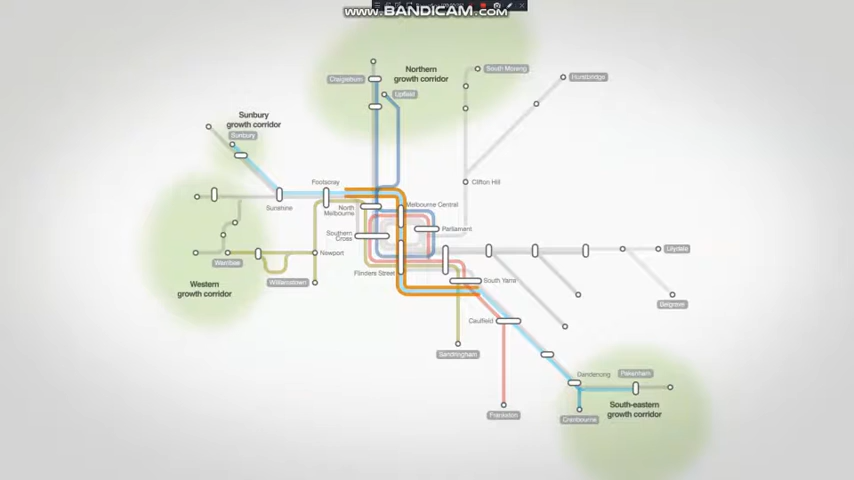 www.BANDICAM.com
Northern
growth corridor
South Morang
Hurstbridge
Craigieburn
Upfield
Sunbury
growth corridor
Sunbury
Footscray
Clifton Hill
Sunshine
North
Melbourne
Melbourne Central
Parliament
Southern
Cross
Flinders Street
Newport
Lilydale
Werribee
Western
growth corridor
Williamstown
South Yarra
Belgrave
Caulfield
Sandringham
Dandenong
Pakenham
South-eastern
growth corridor
Frankston
Cranbourne